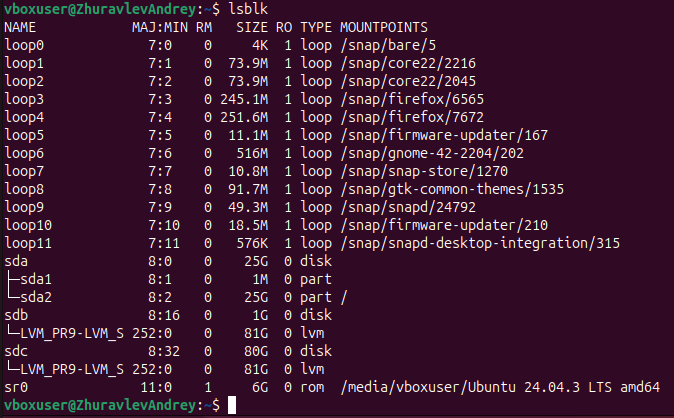 vboxuser@ZhuravlevAndrey:~$ lsblk
NAME MAJ:MIN RM SIZE RO TYPE MOUNTPOINTS
loop0 7:0 0 4K 1 loop /snap/bare/5
loop1 7:1 0 73.9M 1 loop /snap/core22/2216
loop2 7:2 0 73.9M 1 loop /snap/core22/2045
loop3 7:3 0 245.1M 1 loop /snap/firefox/6565
loop4 7:4 0 251.6M 1 loop /snap/firefox/7672
loop5 7:5 0 11.1M 1 loop /snap/firmware-updater/167
loop6 7:6 0 516M 1 loop /snap/gnome-42-2204/202
loop7 7:7 0 10.8M 1 loop /snap/snap-store/1270
loop8 7:8 0 91.7M 1 loop /snap/gtk-common-themes/1535
loop9 7:9 0 49.3M 1 loop /snap/snapd/24792
loop10 7:10 0 18.5M 1 loop /snap/firmware-updater/210
loop11 7:11 0 576K 1 loop /snap/snapd-desktop-integration/315
sda 8:0 0 25G 0 disk
├─sda1 8:1 0 1M 0 part
└─sda2 8:2 0 25G 0 part /
sdb 8:16 0 1G 0 disk
└─LVM_PR9-LVM_S 252:0 0 81G 0 lvm
sdc 8:32 0 80G 0 disk
└─LVM_PR9-LVM_S 252:0 0 81G 0 lvm
sr0 11:0 1 6G 0 rom /media/vboxuser/Ubuntu 24.04.3 LTS amd64
vboxuser@ZhuravlevAndrey:~$